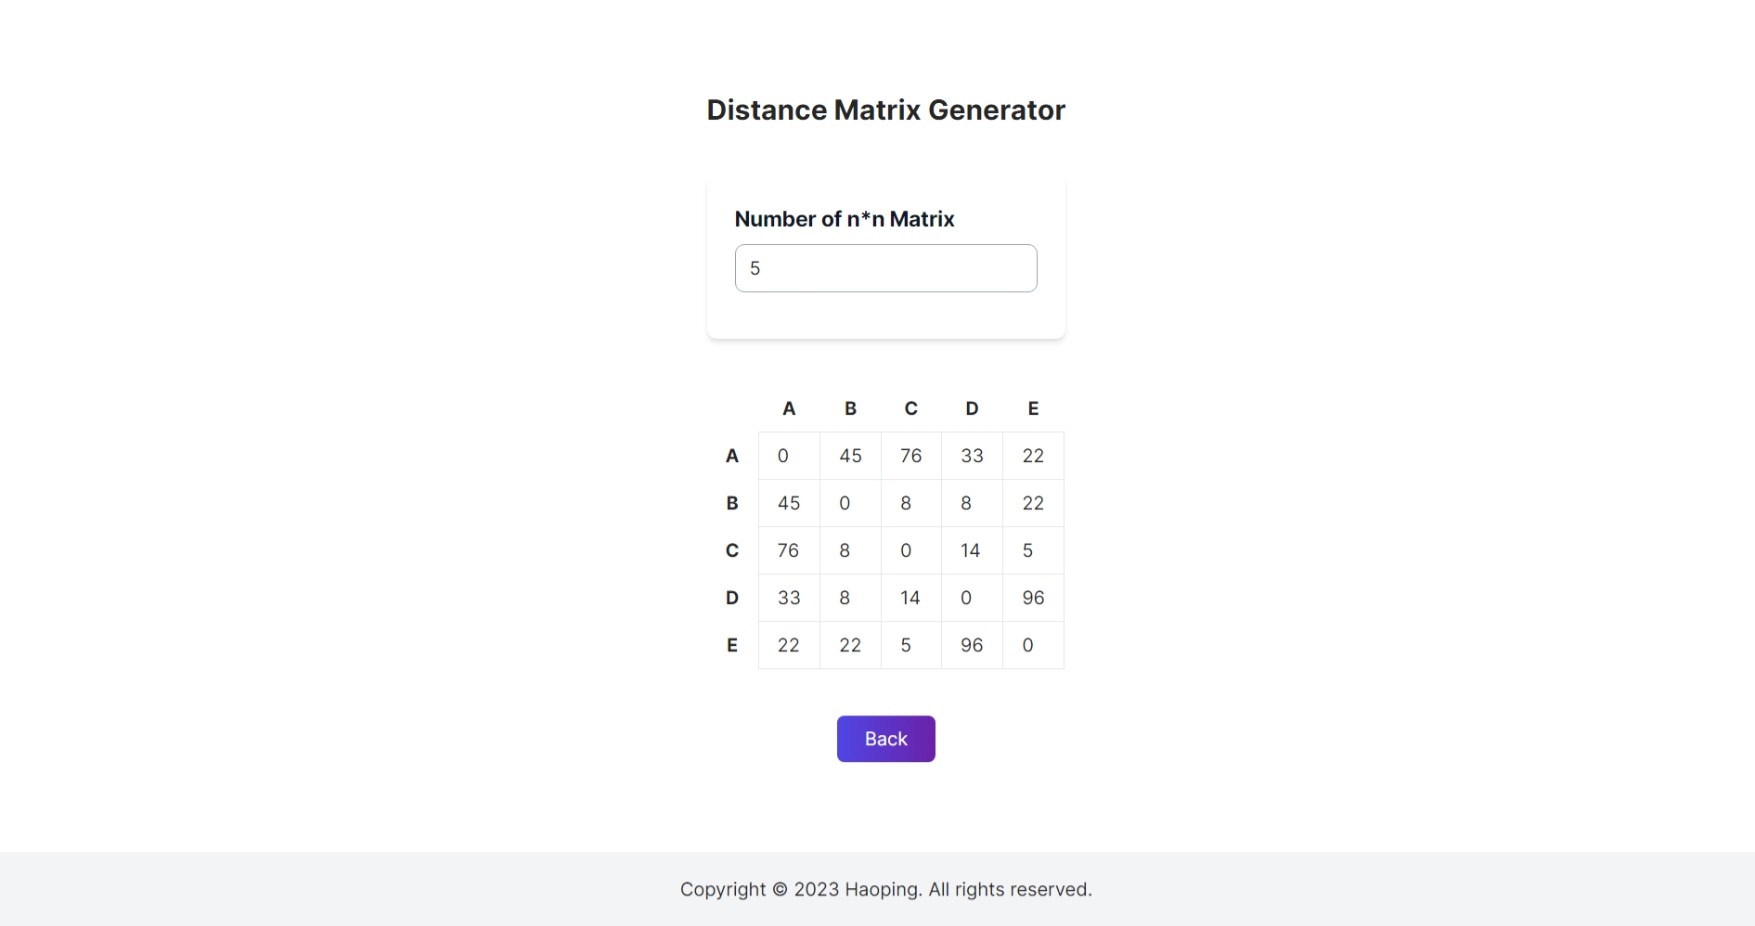 Distance Matrix Generator
Number of n*n Matrix
5
A B C D E
A 0 45 76 33 22
B 45 0 8 8 22
C 76 8 0 14 5
D 33 8 14 0 96
E 22 22 5 96 0
Back
Copyright © 2023 Haoping. All rights reserved.